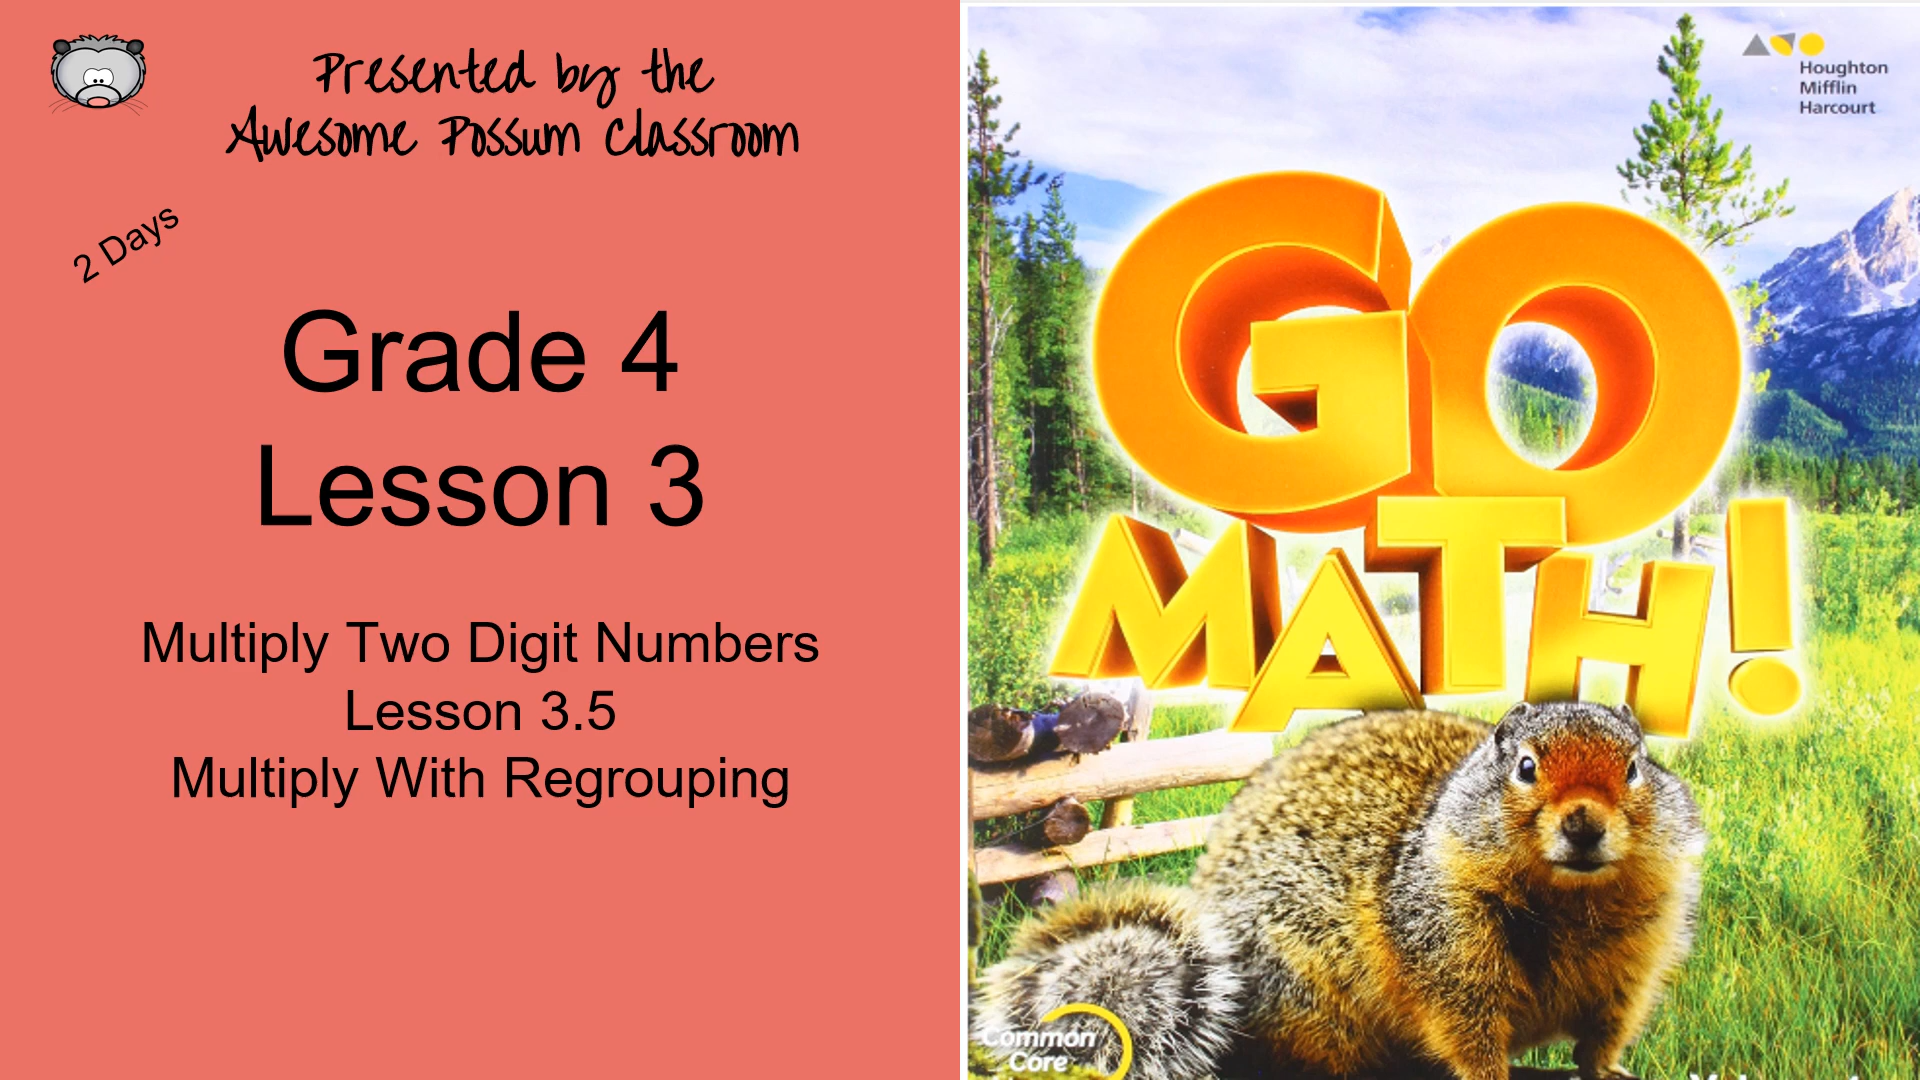 Presented by the
Awesome Possum Classroom
2 Days
Grade 4
Lesson 3
Multiply Two Digit Numbers
Lesson 3.5
Multiply With Regrouping
Houghton
Mifflin
Harcourt
GO
MATH!
Common
Core